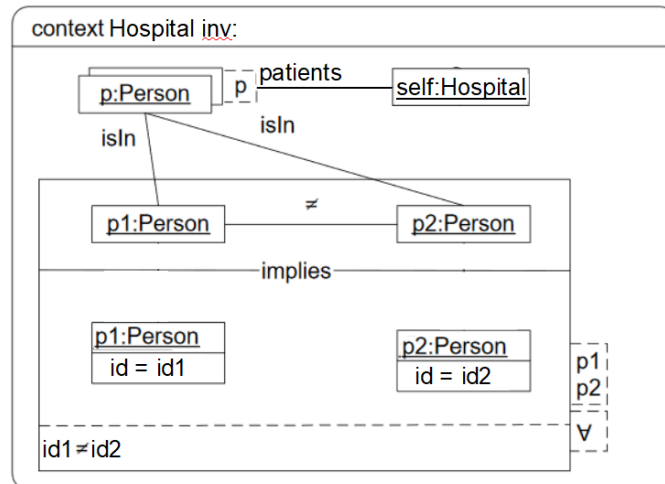 context Hospital inv:
p:Person
p
patients
self:Hospital
isIn
isIn
p1:Person
≠
p2:Person
implies
p1:Person
id = id1
p2:Person
id = id2
p1
p2
∀
id1≠id2